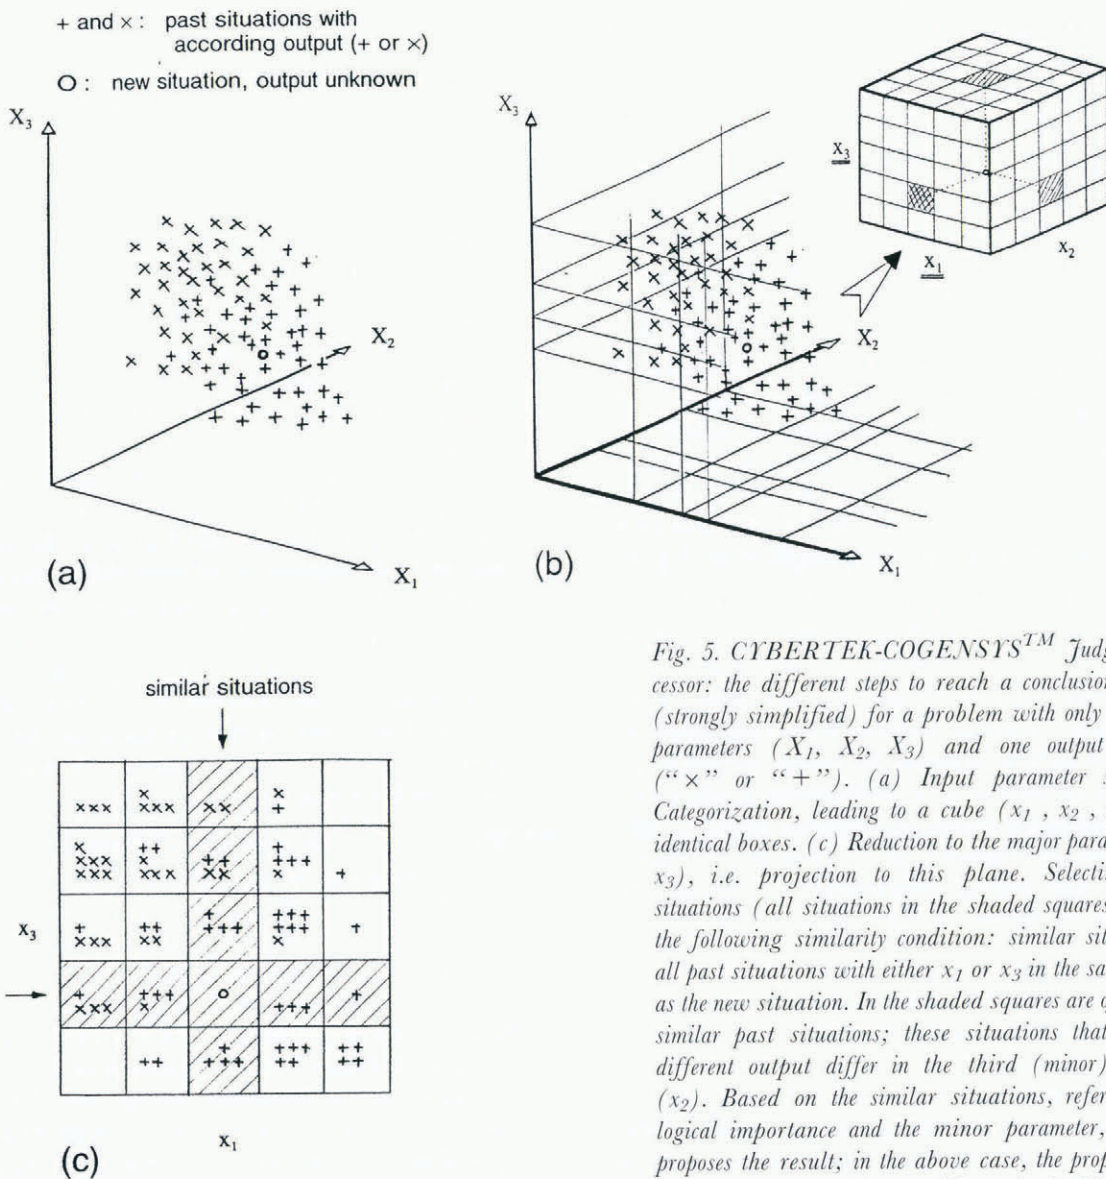 + and × : past situations with
according output (+ or ×)
O : new situation, output unknown
X3
X2
X1
(a)
X3
X2
X1
(b)
x3
x1
x2
similar situations
x3
x1
(c)
Fig. 5. CYBERTEK-COGENSYS™ Judg
cessor: the different steps to reach a conclusion
(strongly simplified) for a problem with only
parameters (X1, X2, X3) and one output
(“×” or “+”). (a) Input parameter
Categorization, leading to a cube (x1 , x2 ,
identical boxes. (c) Reduction to the major para
x3), i.e. projection to this plane. Selecti
situations (all situations in the shaded squares
the following similarity condition: similar sit
all past situations with either x1 or x3 in the sa
as the new situation. In the shaded squares are
similar past situations; these situations that
different output differ in the third (minor)
(x2). Based on the similar situations, refer
logical importance and the minor parameter,
proposes the result; in the above case, the prop